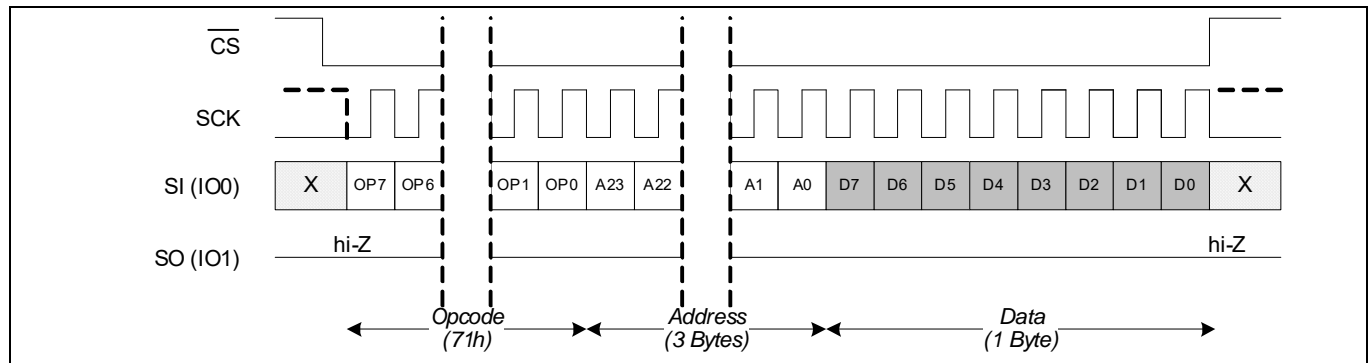 CS
SCK
SI (IO0) X OP7 OP6 OP1 OP0 A23 A22 A1 A0 D7 D6 D5 D4 D3 D2 D1 D0 X
hi-Z hi-Z
SO (IO1)
Opcode Address Data
(71h) (3 Bytes) (1 Byte)